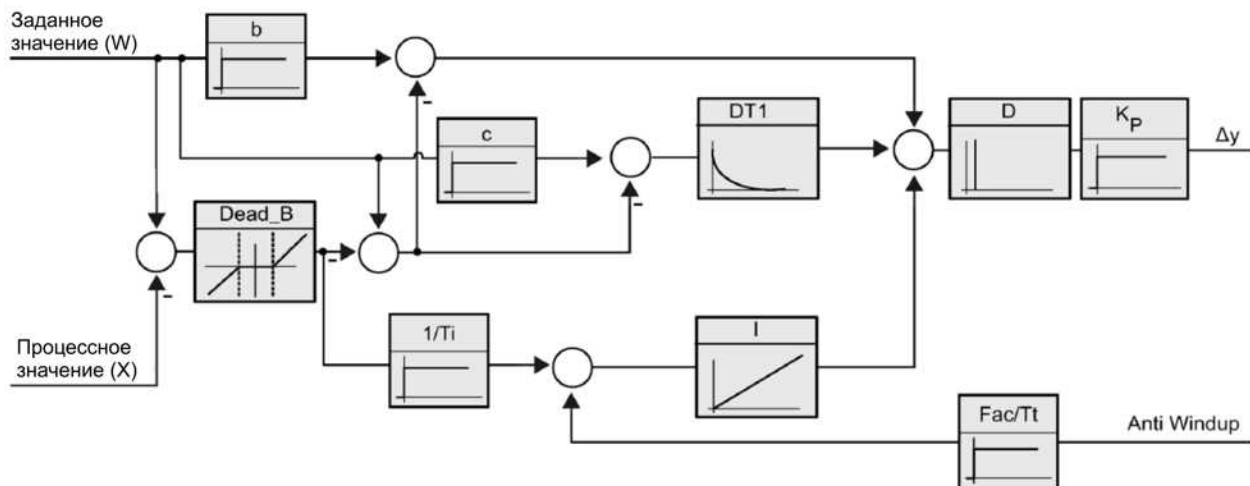 Заданное
значение (W)
b
-
DT1
D
K_P
Δy
c
-
Dead_B
-
-
Процессное
значение (X)
1/Ti
I
Fac/Tt
Anti Windup